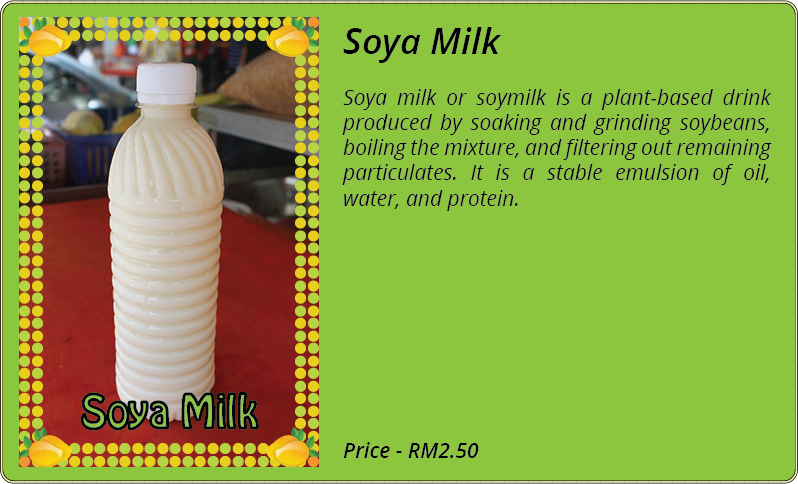 Soya Milk
Soya milk or soymilk is a plant-based drink
produced by soaking and grinding soybeans,
boiling the mixture, and filtering out remaining
particulates. It is a stable emulsion of oil,
water, and protein.
Soya Milk
Price - RM2.50